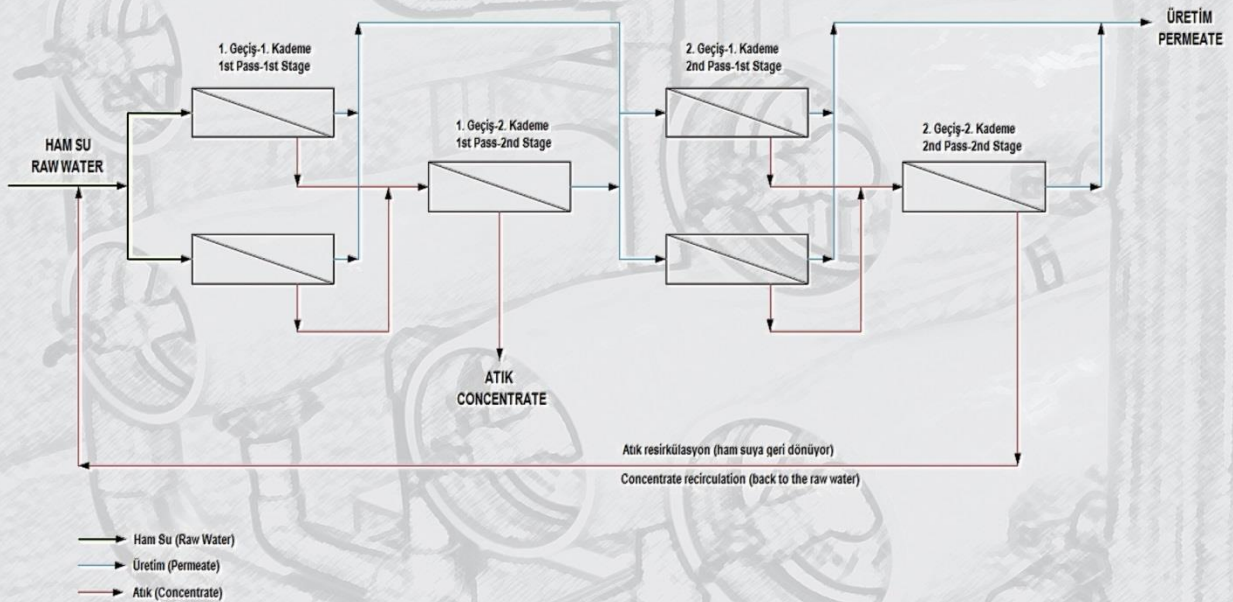 ÜRETİM
PERMEATE
1. Geçiş-1. Kademe
1st Pass-1st Stage
2. Geçiş-1. Kademe
2nd Pass-1st Stage
1. Geçiş-2. Kademe
1st Pass-2nd Stage
2. Geçiş-2. Kademe
2nd Pass-2nd Stage
HAM SU
RAW WATER
ATIK
CONCENTRATE
Atık resirkülasyon (ham suya geri dönüyor)
Concentrate recirculation (back to the raw water)
Ham Su (Raw Water)
Üretim (Permeate)
Atık (Concentrate)